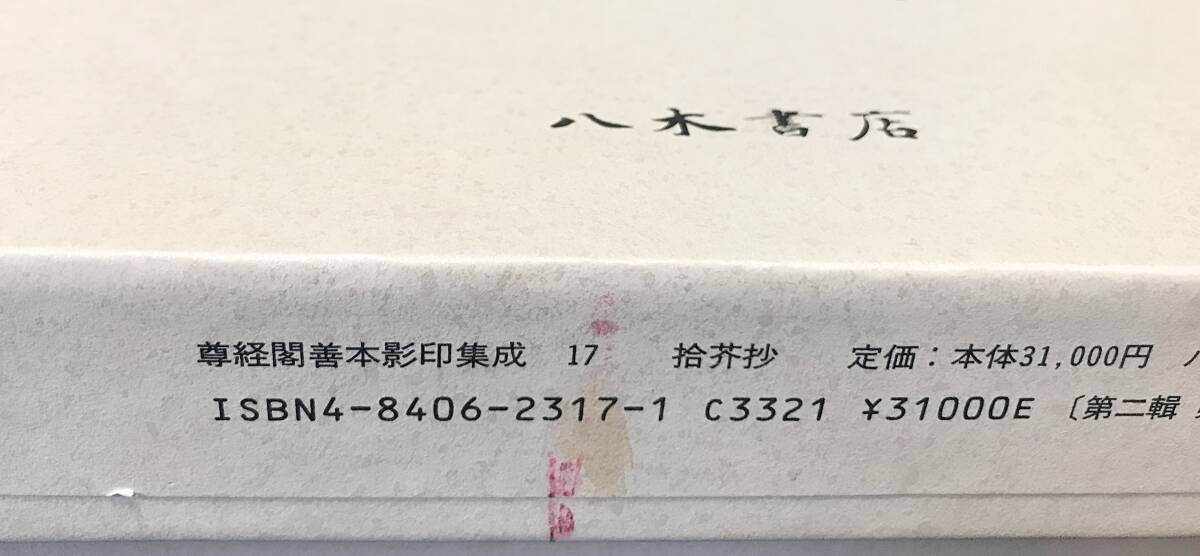 八木書店
尊経閣善本影印集成 17 拾芥抄 定価：本体31,000円
ISBN4-8406-2317-1 C3321 ¥31000E 〔第二輯